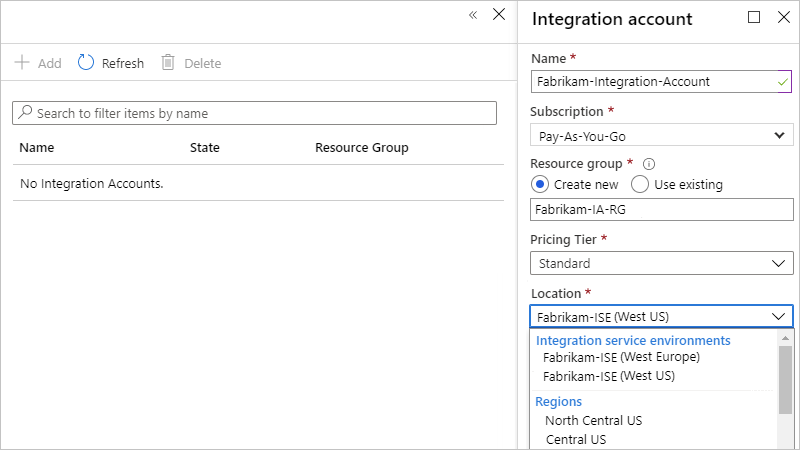 Add Refresh Delete
Search to filter items by name
Name State Resource Group
No Integration Accounts.
Integration account
Name *
Fabrikam-Integration-Account
Subscription *
Pay-As-You-Go
Resource group *
Create new Use existing
Fabrikam-IA-RG
Pricing Tier *
Standard
Location *
Fabrikam-ISE (West US)
Integration service environments
Fabrikam-ISE (West Europe)
Fabrikam-ISE (West US)
Regions
North Central US
Central US